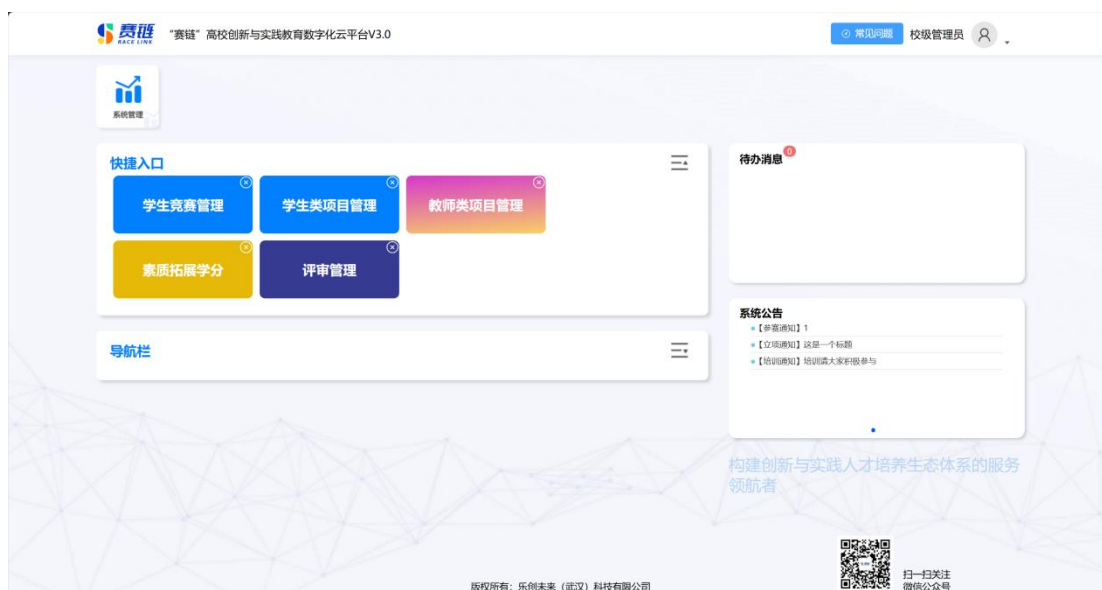 赛链
RACE LINK
“赛链”高校创新与实践教育数字化云平台V3.0
常见问题
校级管理员
系统管理
快捷入口
学生竞赛管理
学生类项目管理
教师类项目管理
素质拓展学分
评审管理
导航栏
待办消息
0
系统公告
【参赛通知】1
【立项通知】这是一个标题
【培训通知】培训请大家积极参与
构建创新与实践人才培养生态体系的服务
领航者
扫一扫关注
微信公众号
版权所有：乐创未来（武汉）科技有限公司